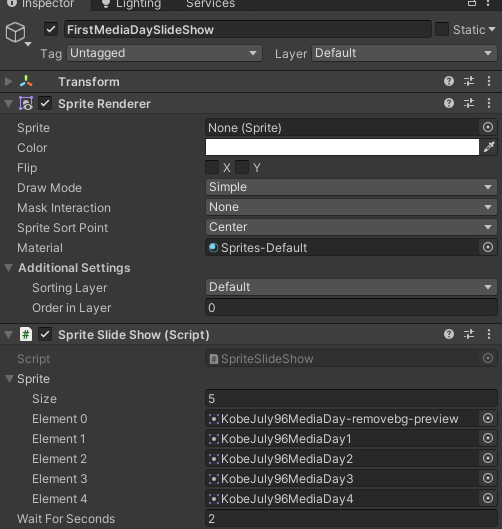 Inspector Lighting Services
FirstMediaDaySlideShow Static
Tag Untagged Layer Default
Transform
Sprite Renderer
Sprite None (Sprite)
Color
Flip X Y
Draw Mode Simple
Mask Interaction None
Sprite Sort Point Center
Material Sprites-Default
Additional Settings
Sorting Layer Default
Order in Layer 0
# Sprite Slide Show (Script)
Script SpriteSlideShow
Sprite
Size 5
Element 0 KobeJuly96MediaDay-removebg-preview
Element 1 KobeJuly96MediaDay1
Element 2 KobeJuly96MediaDay2
Element 3 KobeJuly96MediaDay3
Element 4 KobeJuly96MediaDay4
Wait For Seconds 2